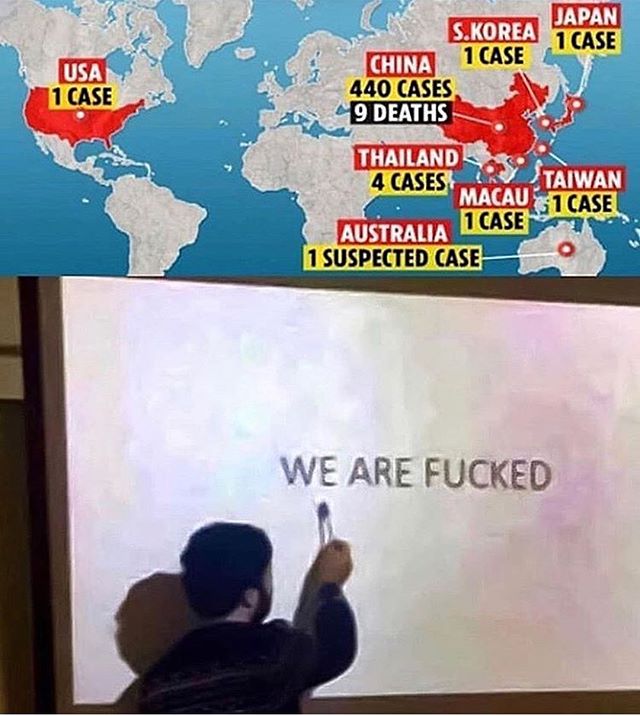 JAPAN
1 CASE
S.KOREA
1 CASE
USA
1 CASE
CHINA
440 CASES
9 DEATHS
THAILAND
4 CASES
MACAU
1 CASE
TAIWAN
1 CASE
AUSTRALIA
1 SUSPECTED CASE
WE ARE FUCKED